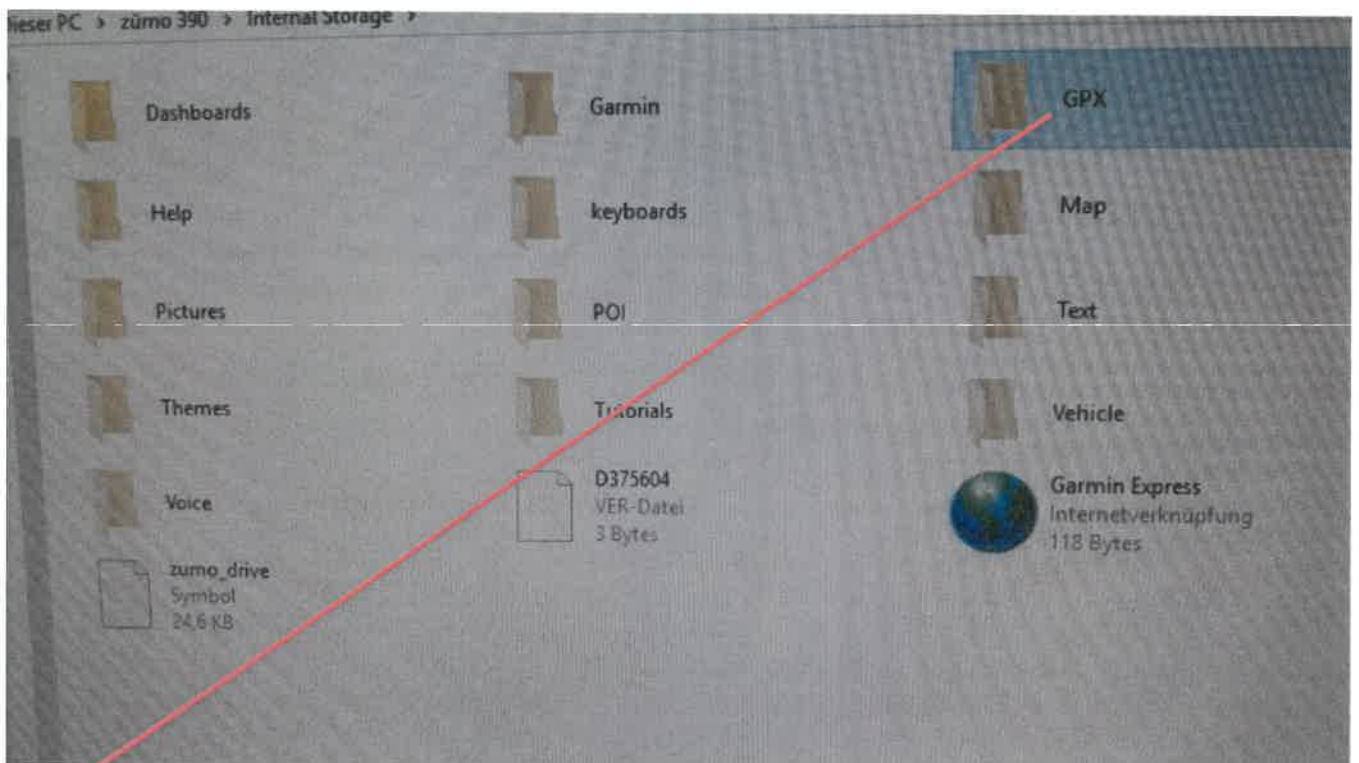 ieser PC > zümo 390 > Internal Storage >
Dashboards
Garmin
GPX
Help
keyboards
Map
Pictures
POI
Text
Themes
Tutorials
Vehicle
Voice
D375604
VER-Datei
3 Bytes
Garmin Express
Internetverknüpfung
118 Bytes
zumo_drive
Symbol
24,6 KB